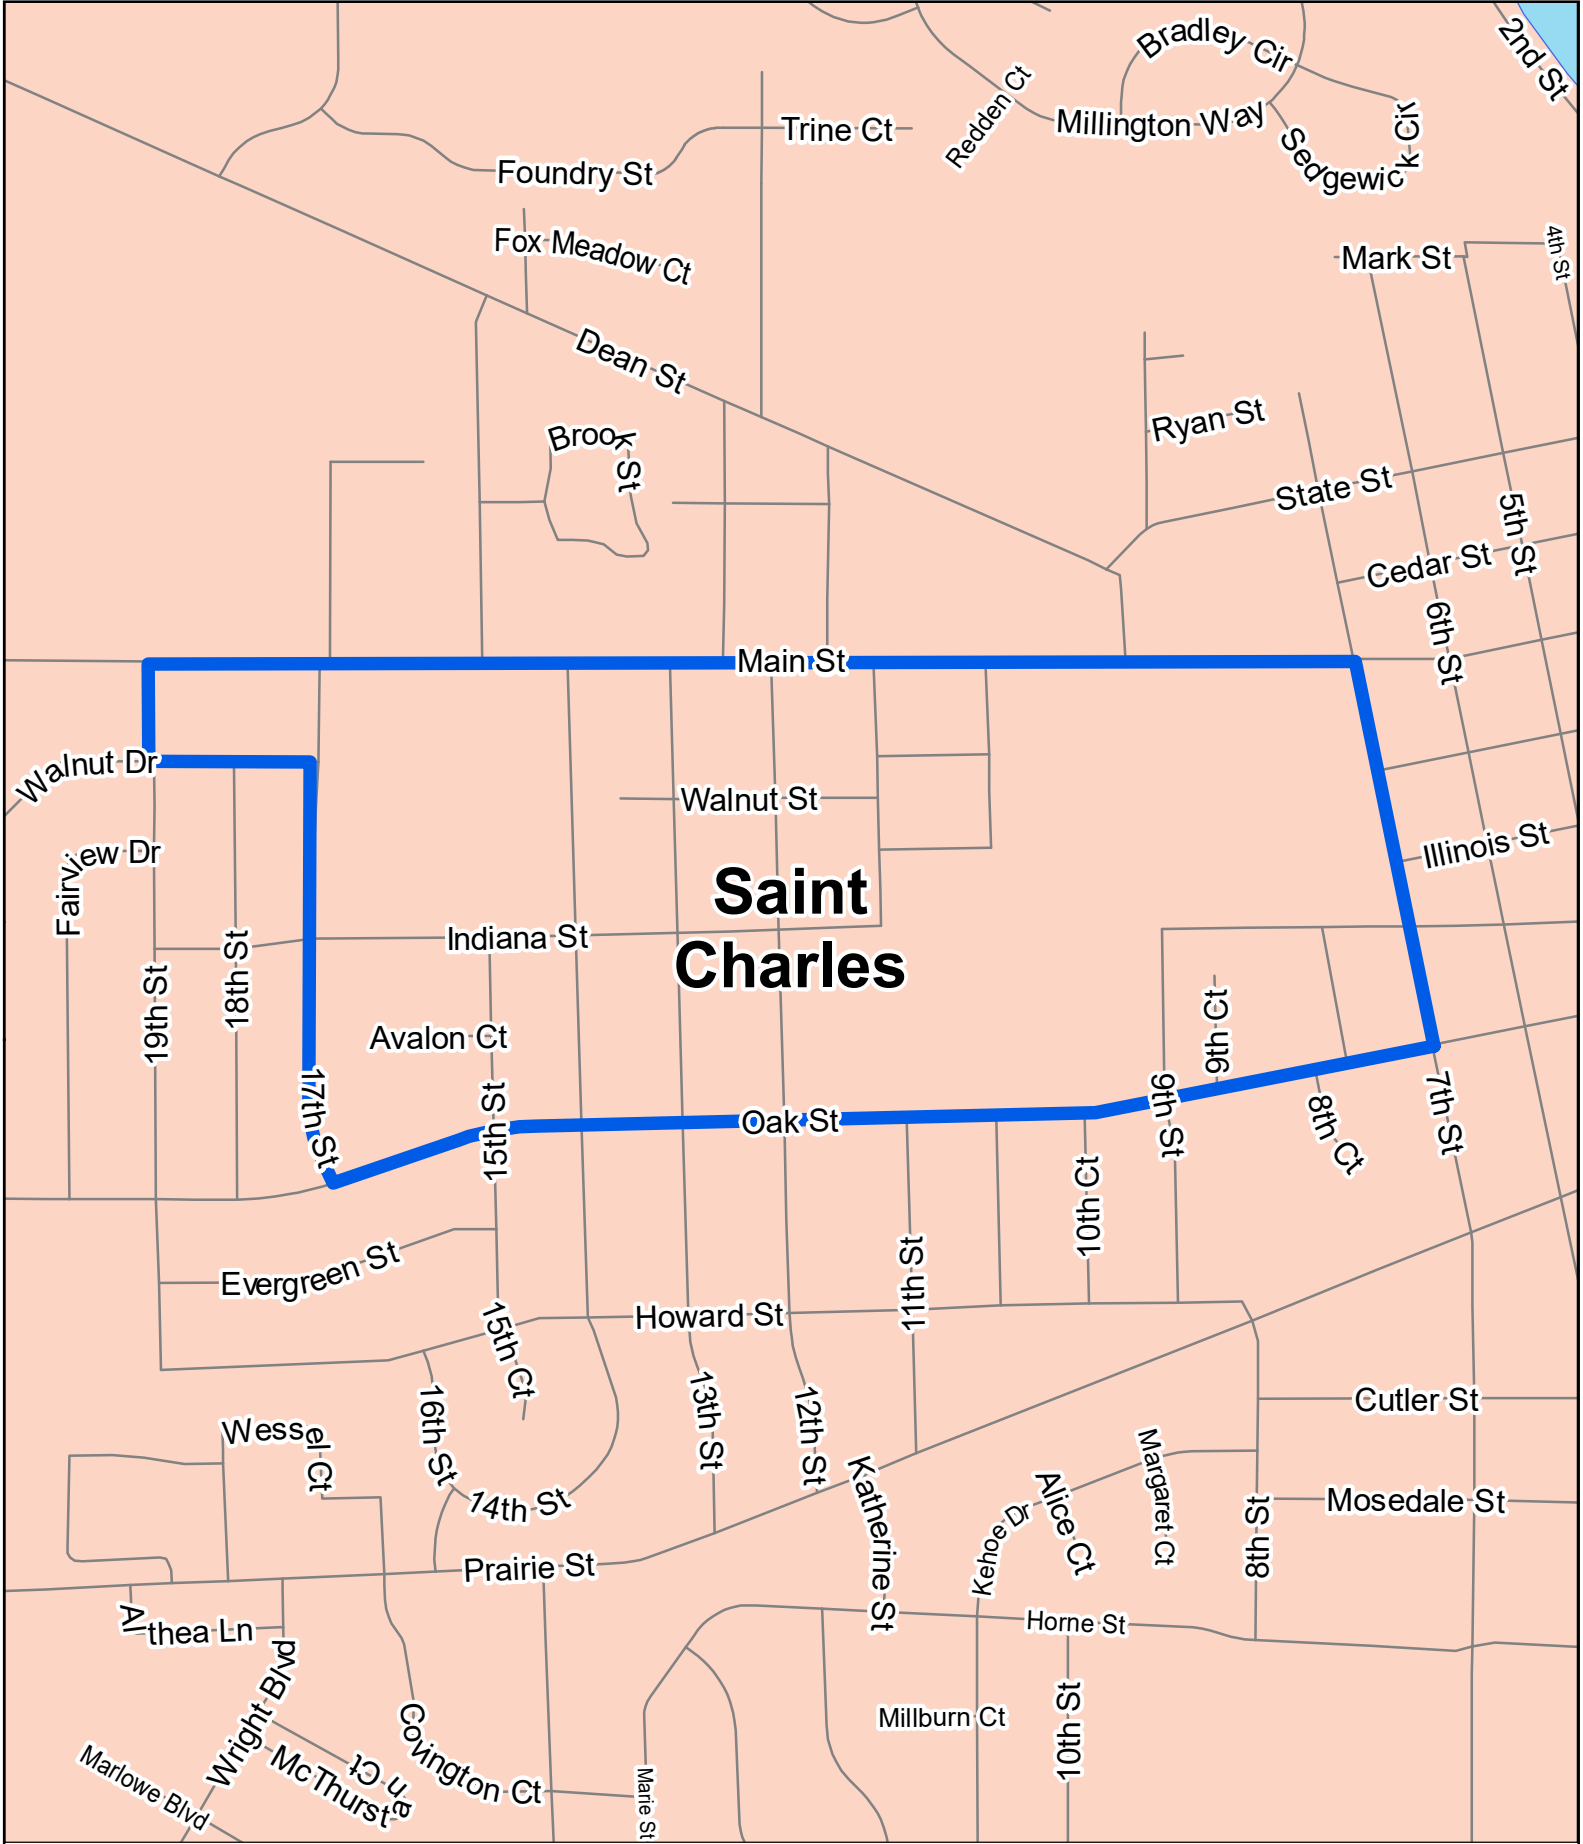 2nd St
Bradley Cir
Redden Ct
Millington Way
Sedgewick Cir
Trine Ct
Foundry St
Fox Meadow Ct
Mark St
4th St
Dean St
Ryan St
Brook St
State St
5th St
Cedar St
6th St
Main St
Walnut Dr
Walnut St
Fairview Dr
Illinois St
Saint
Charles
Indiana St
18th St
19th St
9th Ct
Avalon Ct
17th St
15th St
Oak St
9th St
8th Ct
7th St
10th Ct
11th St
Evergreen St
Howard St
15th Ct
16th St
13th St
12th St
Cutler St
Wessel Ct
14th St
Katherine St
Kehoe Dr
Alice Ct
Margaret Ct
8th St
Mosedale St
Prairie St
Althea Ln
Horne St
Wright Blvd
Covington Ct
Millburn Ct
10th St
McThurstan Ct
Marlowe Blvd
Marie St